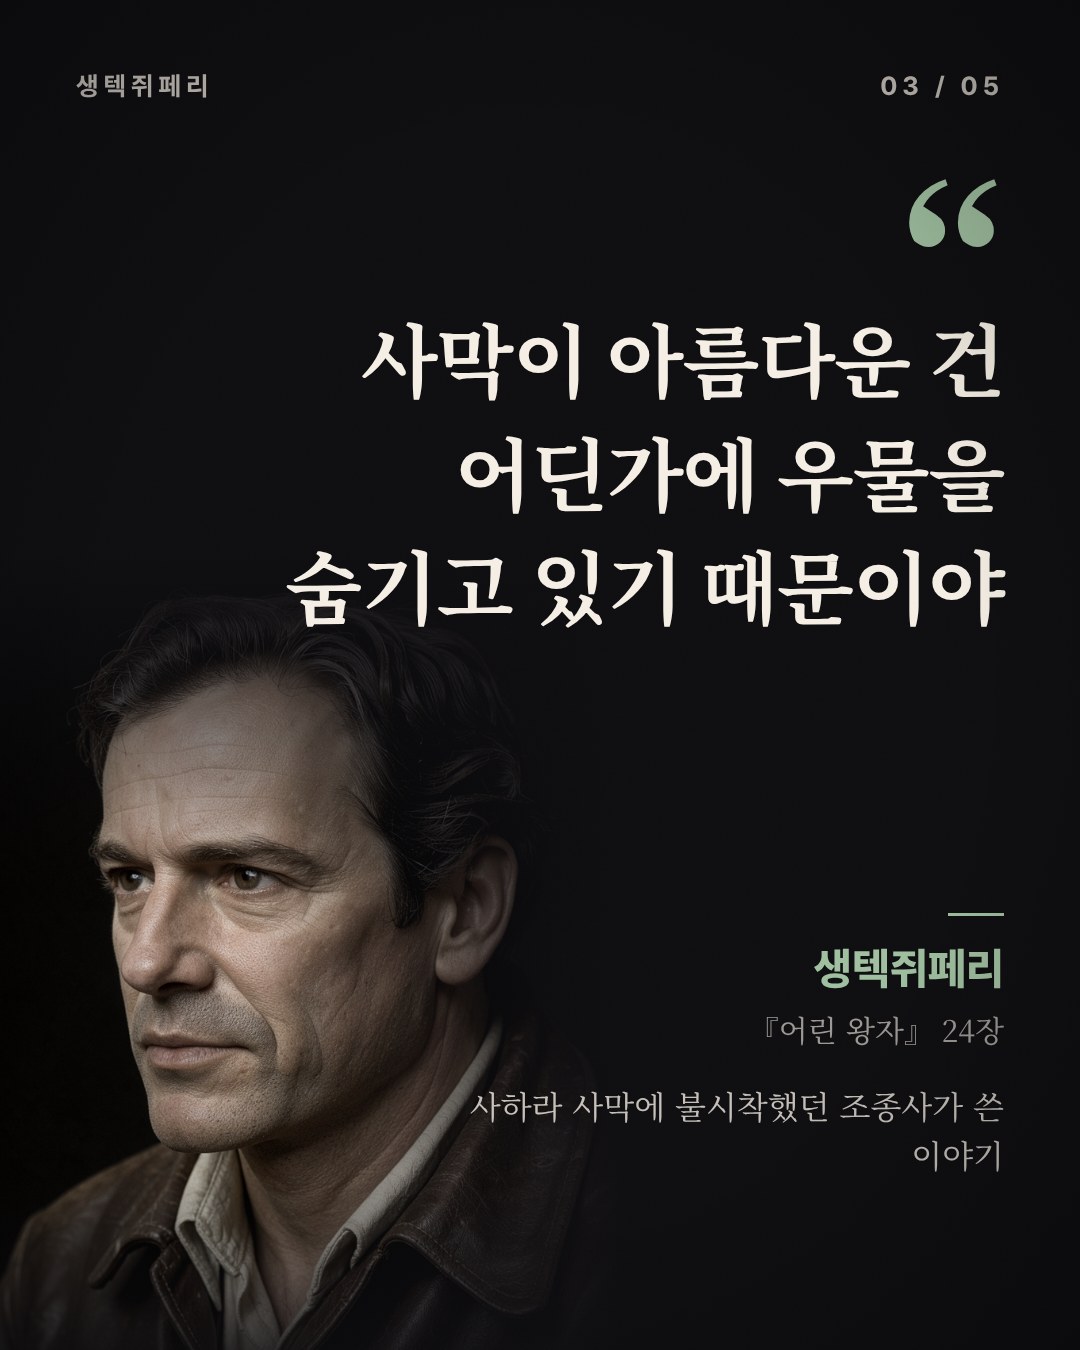 생텍쥐페리
03 / 05
“
사막이 아름다운 건
어딘가에 우물을
숨기고 있기 때문이야
생텍쥐페리
『어린 왕자』 24장
사하라 사막에 불시착했던 조종사가 쓴
이야기